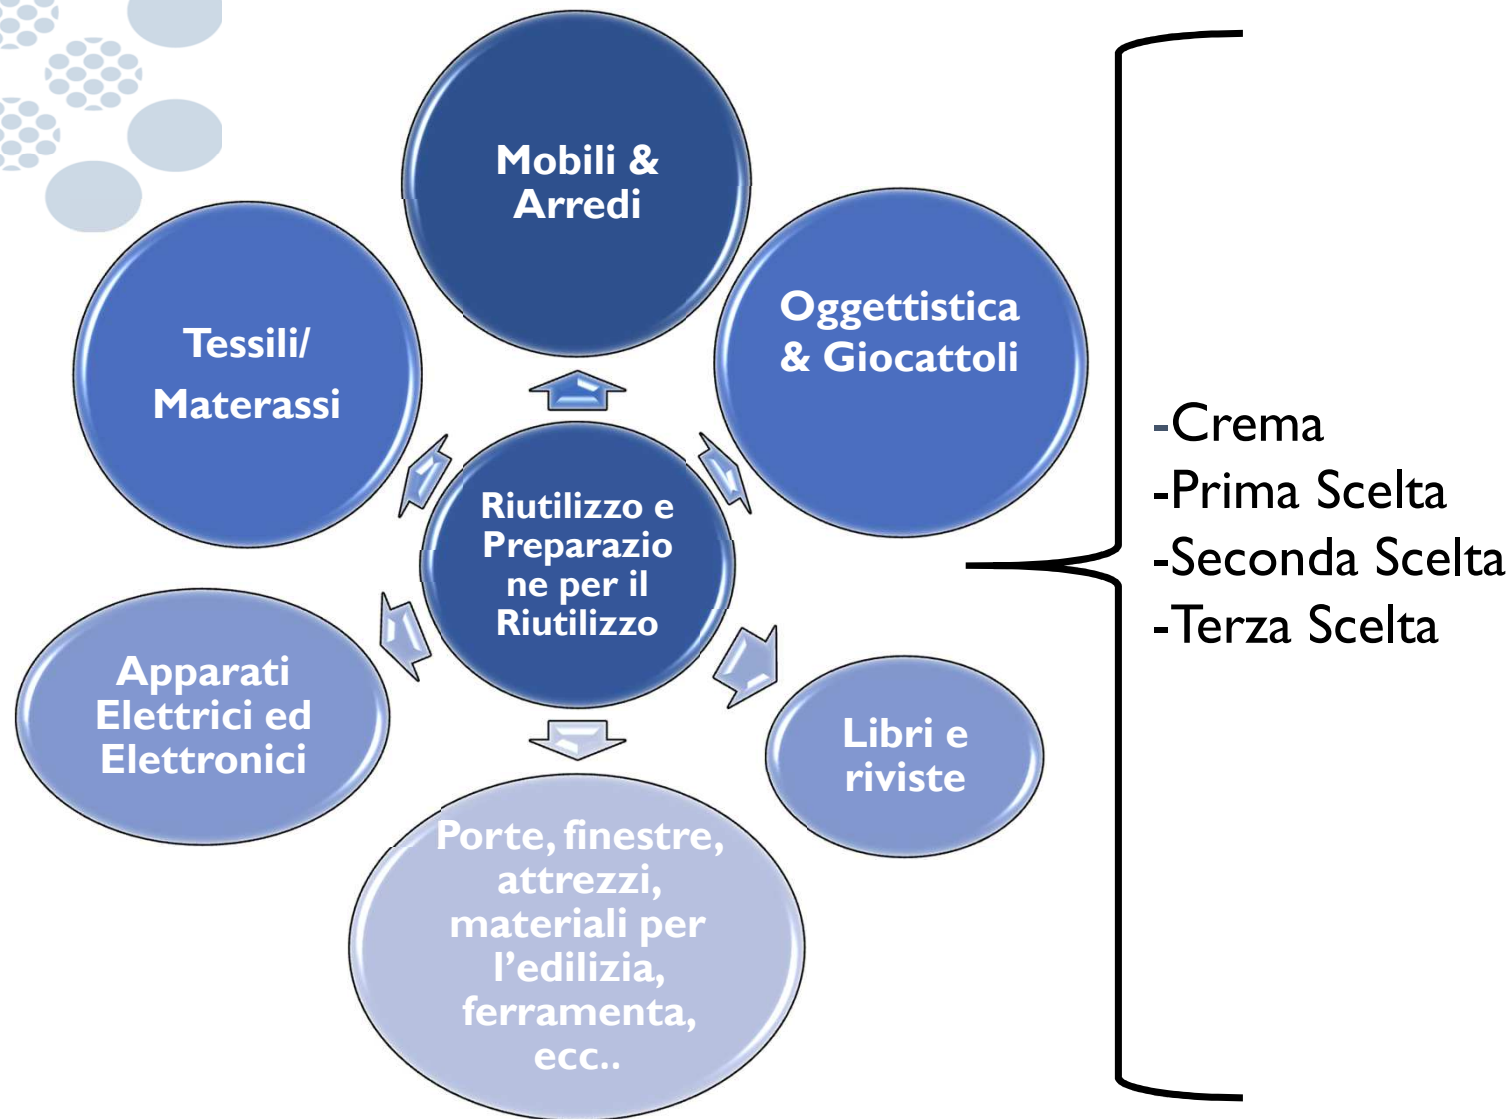 Mobili &
Arredi
Oggettistica
& Giocattoli
Tessili/
Materassi
Riutilizzo e
Preparazio
ne per il
Riutilizzo
Apparati
Elettrici ed
Elettronici
Libri e
riviste
Porte, finestre,
attrezzi,
materiali per
l’edilizia,
ferramenta,
ecc..
-Crema
-Prima Scelta
-Seconda Scelta
-Terza Scelta